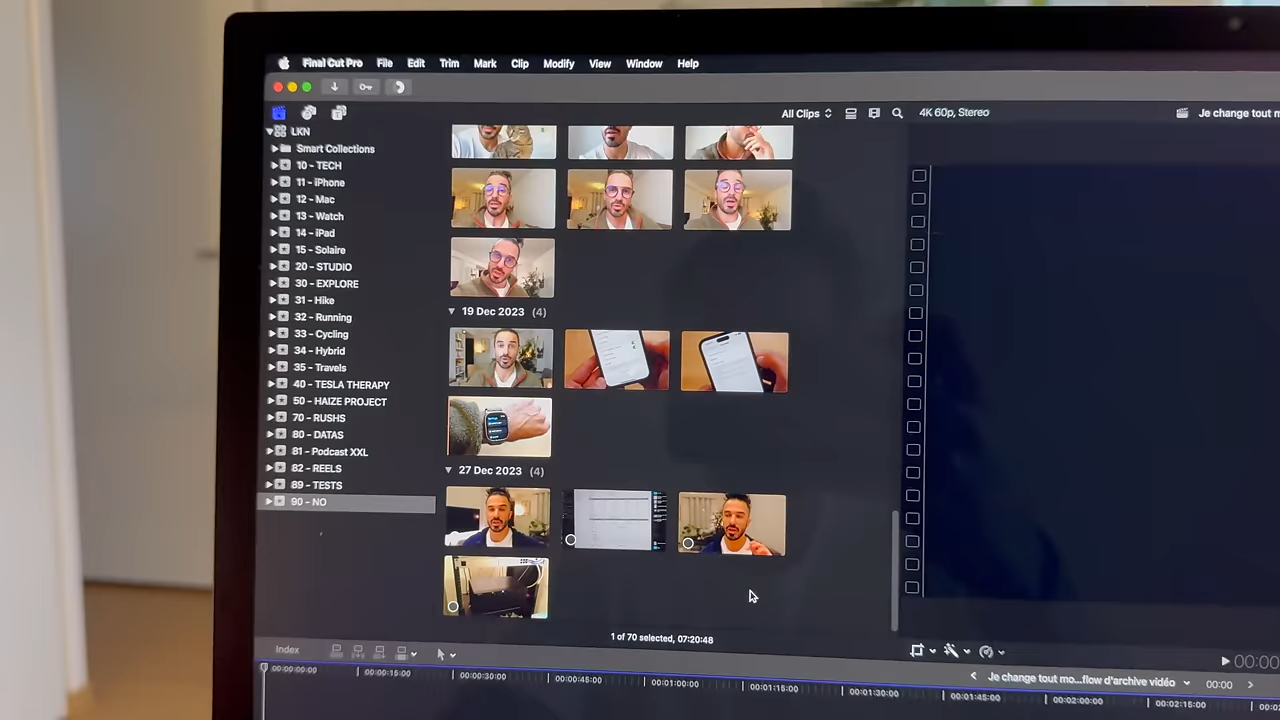 Final Cut Pro File Edit Trim Mark Clip Modify View Window Help
All Clips 4K 60p, Stereo Je change tout m
LKN
Smart Collections
10 - TECH
11 - iPhone
12 - Mac
13 - Watch
14 - iPad
15 - Solaire
20 - STUDIO
30 - EXPLORE
31 - Hike
32 - Running
33 - Cycling
34 - Hybrid
35 - Travels
40 - TESLA THERAPY
50 - HAIZE PROJECT
70 - RUSHS
80 - DATAS
81 - Podcast XXL
82 - REELS
89 - TESTS
90 - NO
19 Dec 2023 (4)
27 Dec 2023 (4)
1 of 70 selected, 07:20:48
Index
00:00
Je change tout mo...flow d'archive vidéo 00:00
00:00:00:00 00:00:15:00 00:00:30:00 00:00:45:00 00:01:00:00 00:01:15:00 00:01:30:00 00:01:45:00 00:02:00:00 00:02:15:00